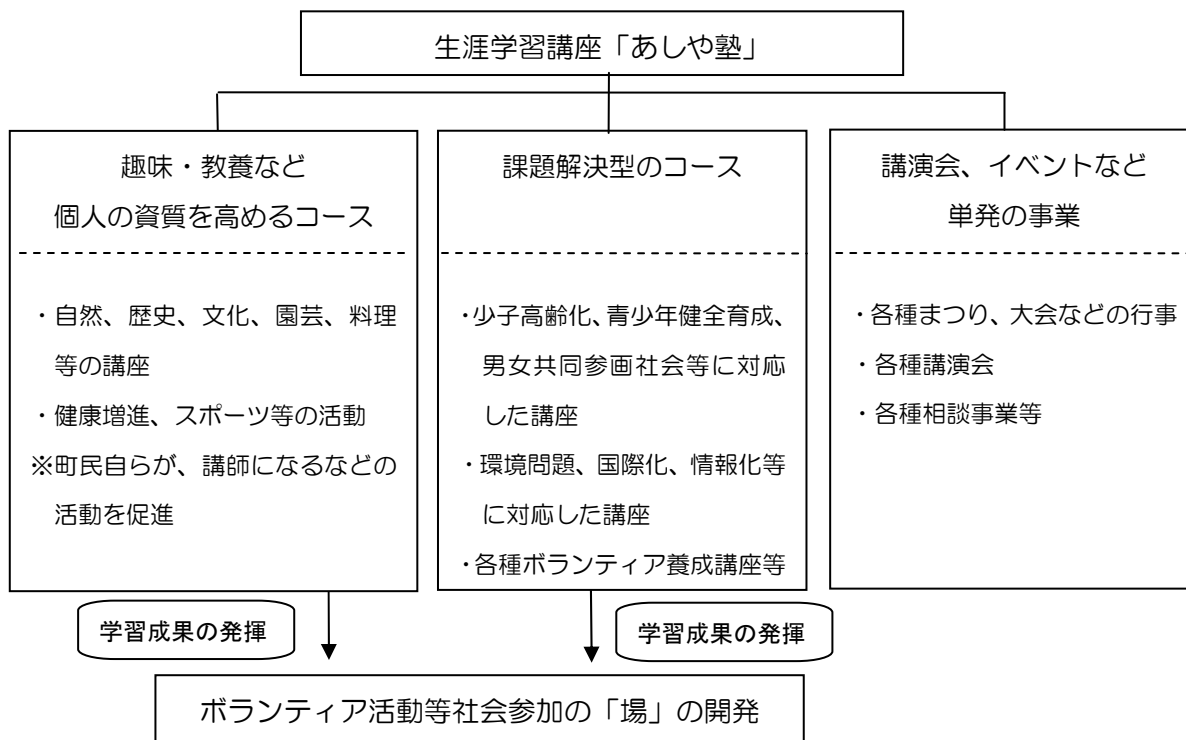 生涯学習講座「あしや塾」
趣味・教養など
個人の資質を高めるコース
・自然、歴史、文化、園芸、料理
等の講座
・健康増進、スポーツ等の活動
※町民自らが、講師になるなどの
活動を促進
課題解決型のコース
・少子高齢化、青少年健全育成、
男女共同参画社会等に対応
した講座
・環境問題、国際化、情報化等
に対応した講座
・各種ボランティア養成講座等
講演会、イベントなど
単発の事業
・各種まつり、大会などの行事
・各種講演会
・各種相談事業等
学習成果の発揮
学習成果の発揮
ボランティア活動等社会参加の「場」の開発